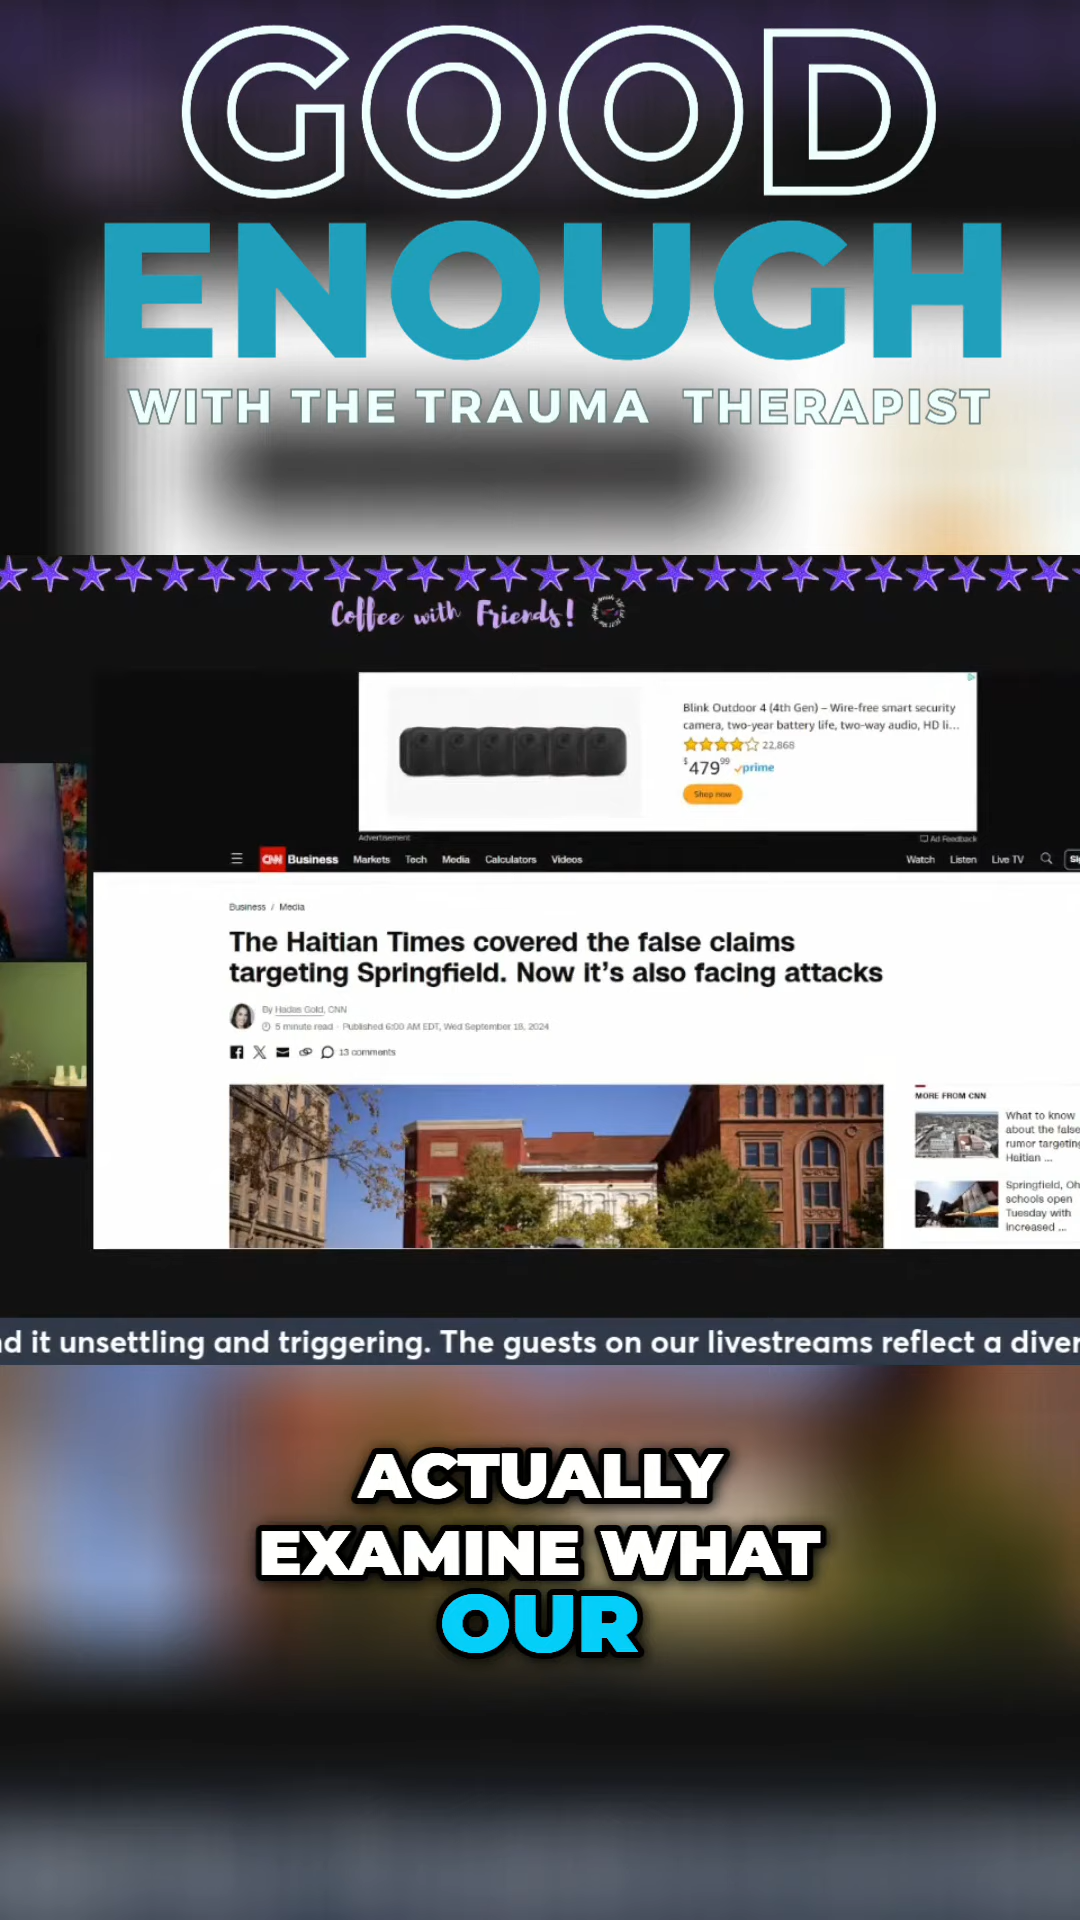 GOOD
ENOUGH
WITH THE TRAUMA THERAPIST
Coffee with Friends!
Blink Outdoor 4 (4th Gen) – Wire-free smart security
camera, two-year battery life, two-way audio, HD li...
22,868
$479.99 prime
Shop now
Advertisement
Ad Feedback
CNN Business Markets Tech Media Calculators Videos
Watch Listen Live TV
Business / Media
The Haitian Times covered the false claims
targeting Springfield. Now it's also facing attacks
By Hadas Gold, CNN
5 minute read · Published 6:00 AM EDT, Wed September 18, 2024
13 comments
MORE FROM CNN
What to know
about the false
rumor targeting
Haitian ...
Springfield, Oh
schools open
Tuesday with
increased ...
nd it unsettling and triggering. The guests on our livestreams reflect a diver
ACTUALLY
EXAMINE WHAT
OUR